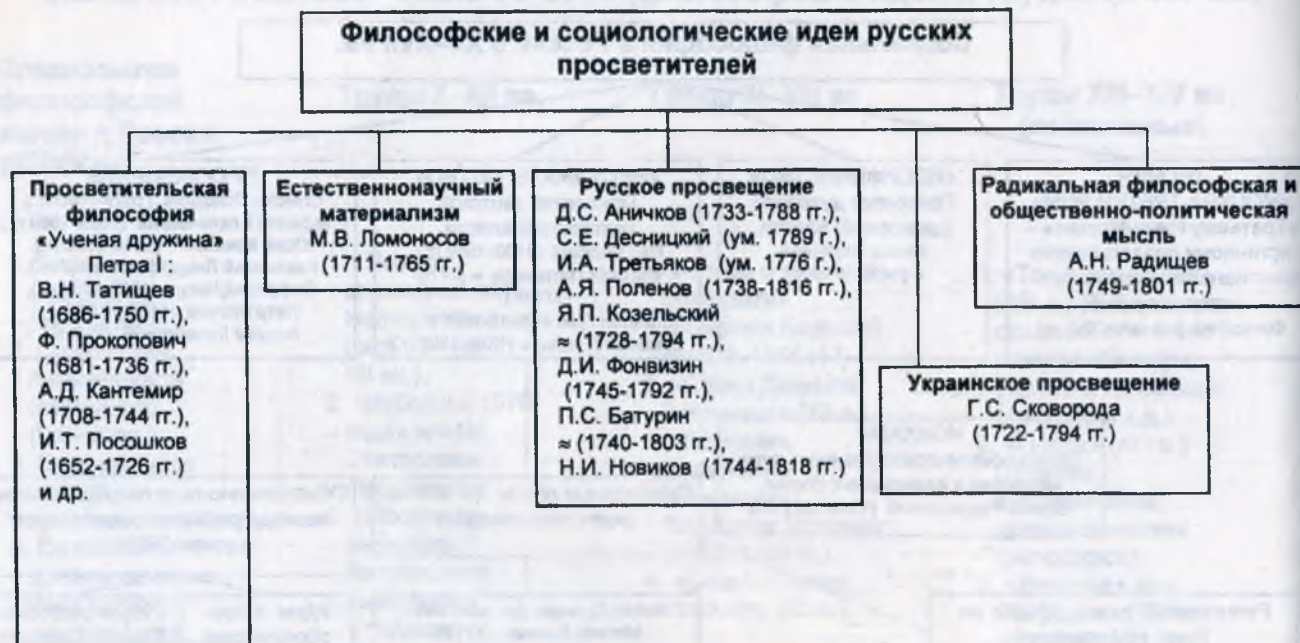 Философские и социологические идеи русских
просветителей
Просветительская
философия
«Ученая дружина»
Петра I :
В.Н. Татищев
(1686-1750 гг.),
Ф. Прокопович
(1681-1736 гг.),
А.Д. Кантемир
(1708-1744 гг.),
И.Т. Посошков
(1652-1726 гг.)
и др.
Естественнонаучный
материализм
М.В. Ломоносов
(1711-1765 гг.)
Русское просвещение
Д.С. Аничков (1733-1788 гг.),
С.Е. Десницкий (ум. 1789 г.),
И.А. Третьяков (ум. 1776 г.),
А.Я. Поленов (1738-1816 гг.),
Я.П. Козельский
≈ (1728-1794 гг.),
Д.И. Фонвизин
(1745-1792 гг.),
П.С. Батурин
≈ (1740-1803 гг.),
Н.И. Новиков (1744-1818 гг.)
Радикальная философская и
общественно-политическая
мысль
А.Н. Радищев
(1749-1801 гг.)
Украинское просвещение
Г.С. Сковорода
(1722-1794 гг.)